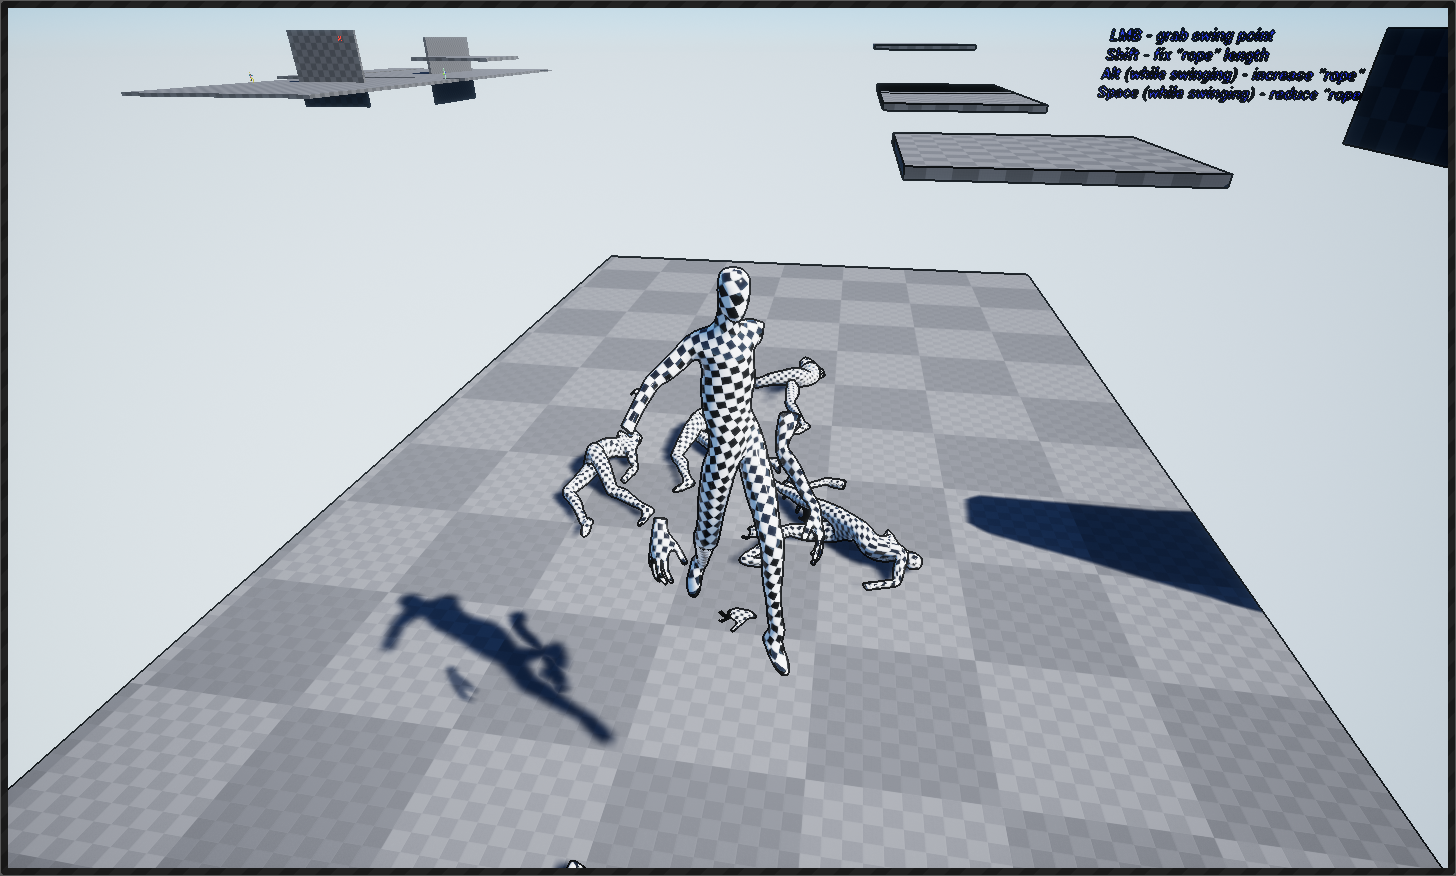 LMB - grab swing point
Shift - fix "rope" length
Alt (while swinging) - increase "rope"
Space (while swinging) - reduce "rope